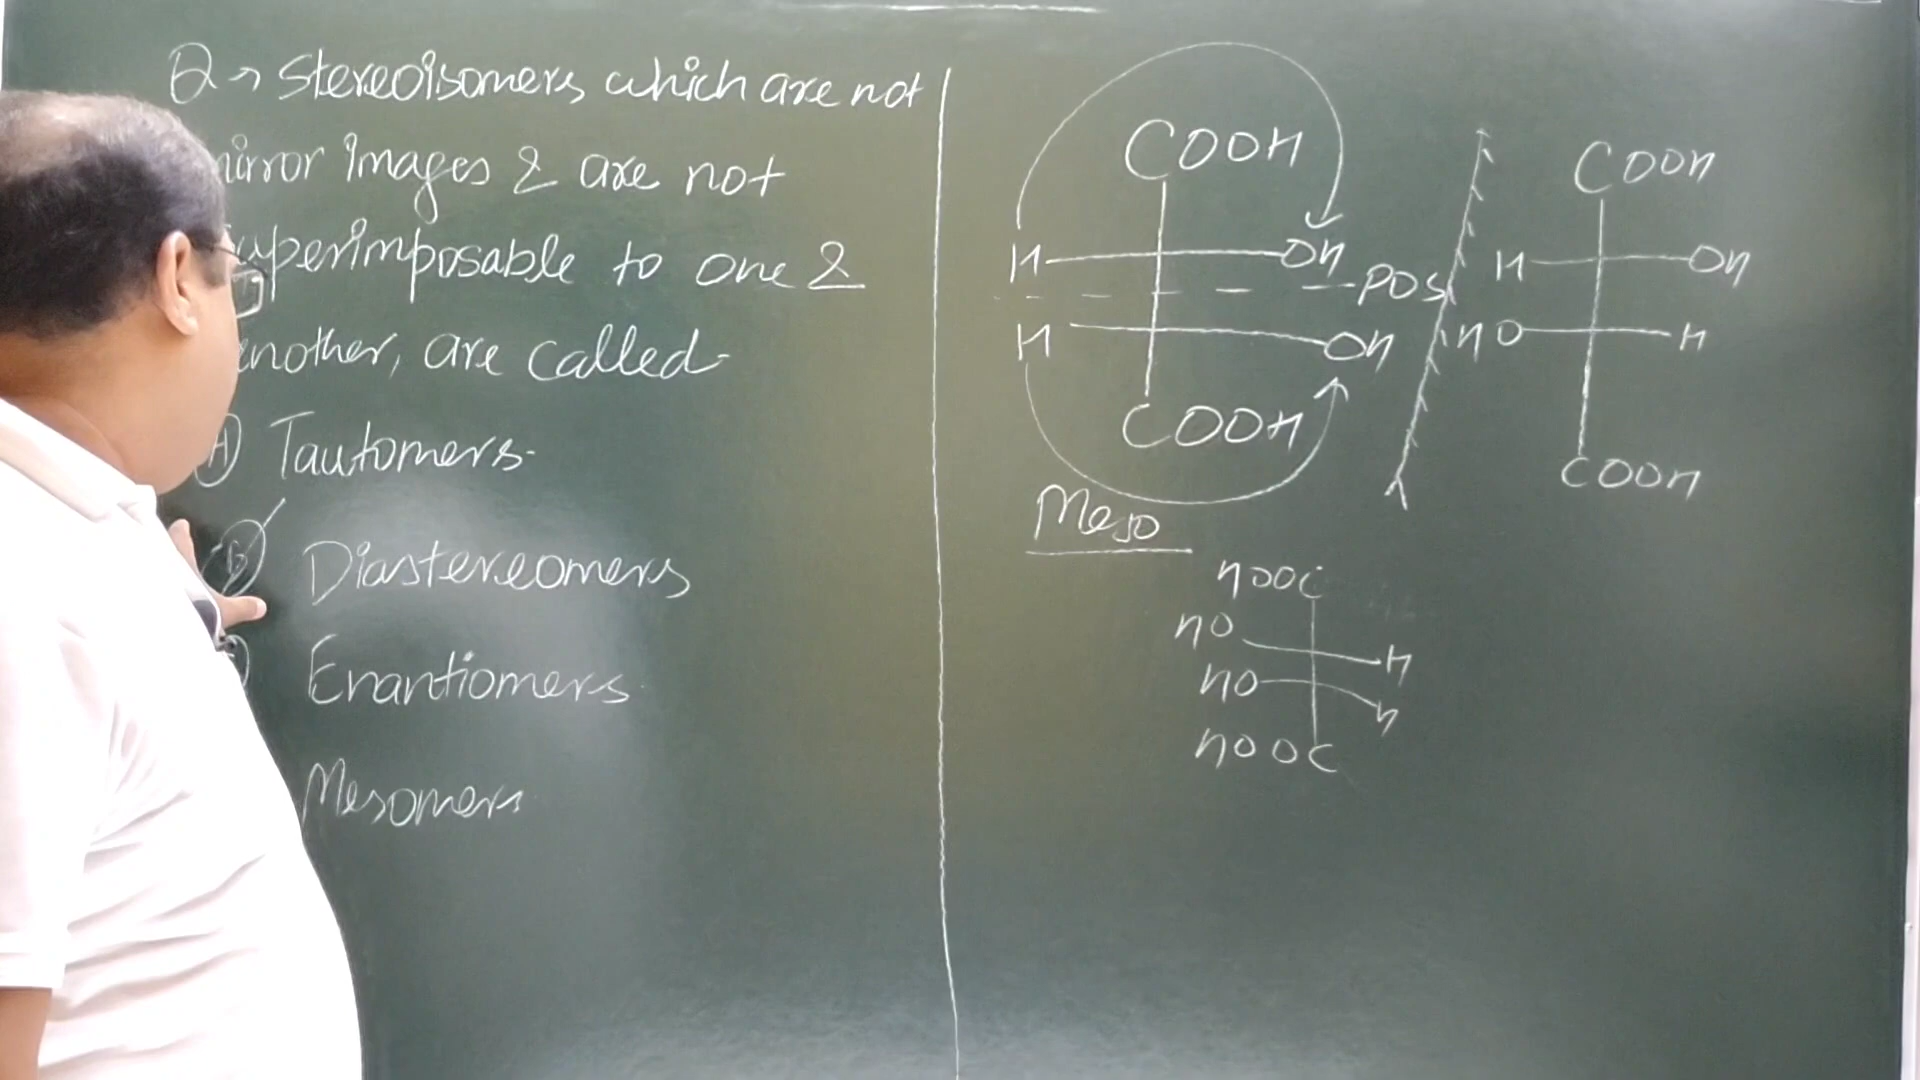 Q → Stereoisomers which are not
mirror Images & are not
superimposable to one &
another, are called-
(A) Tautomers.
(B) Diastereomers
Enantiomers.
Mesomers
COOH
H OH
POS
H OH
COOH
Meso
COOH
H OH
HO H
COOH
HOOC
HO H
HO H
HOOC